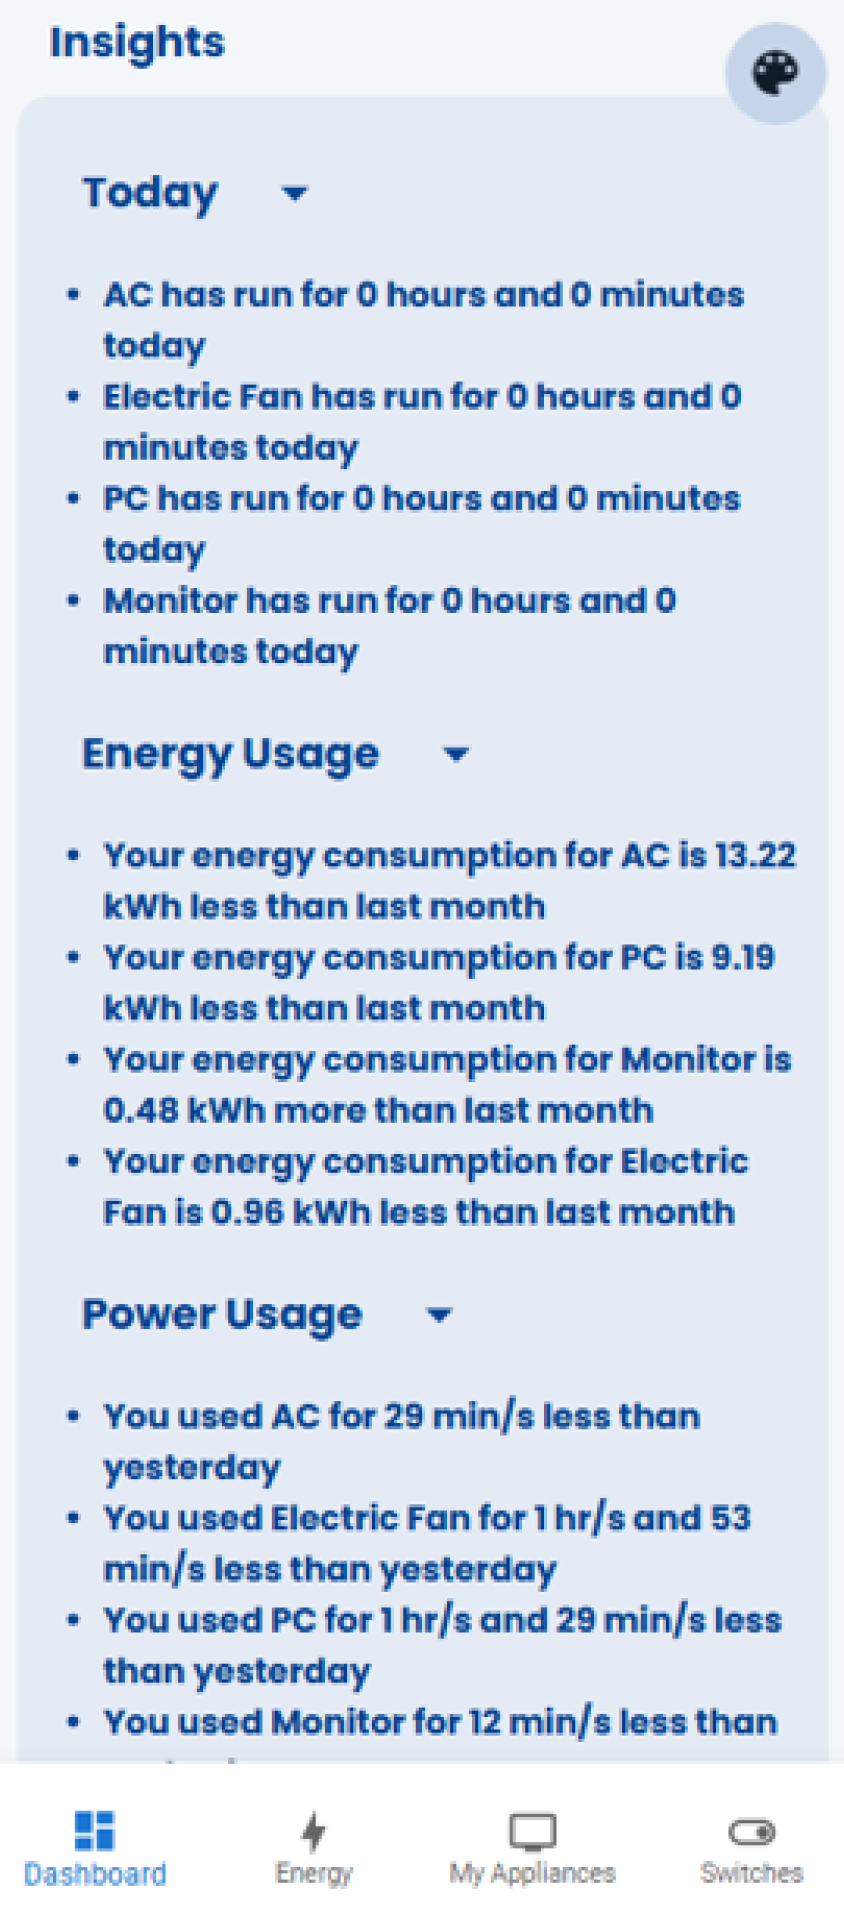 Insights
Today
• AC has run for 0 hours and 0 minutes
today
• Electric Fan has run for 0 hours and 0
minutes today
• PC has run for 0 hours and 0 minutes
today
• Monitor has run for 0 hours and 0
minutes today
Energy Usage
• Your energy consumption for AC is 13.22
kWh less than last month
• Your energy consumption for PC is 9.19
kWh less than last month
• Your energy consumption for Monitor is
0.48 kWh more than last month
• Your energy consumption for Electric
Fan is 0.96 kWh less than last month
Power Usage
• You used AC for 29 min/s less than
yesterday
• You used Electric Fan for 1 hr/s and 53
min/s less than yesterday
• You used PC for 1 hr/s and 29 min/s less
than yesterday
• You used Monitor for 12 min/s less than
Dashboard
Energy
My Appliances
Switches